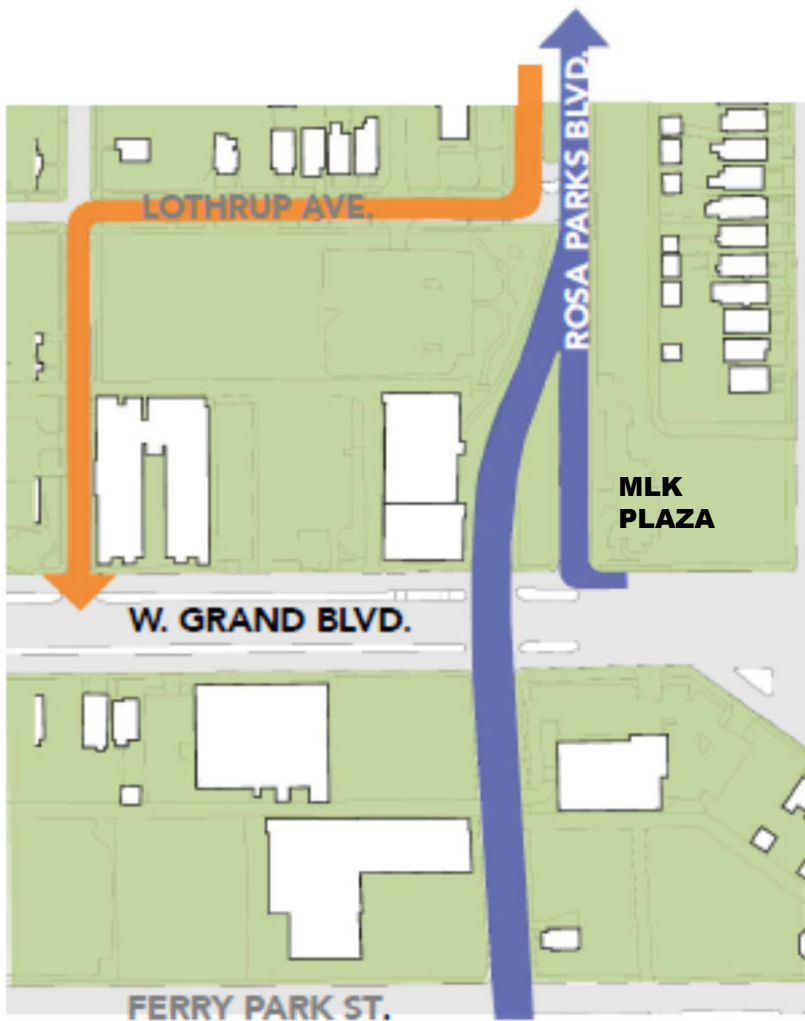 ROSA PARKS BLVD.
LOTHRUP AVE.
MLK
PLAZA
W. GRAND BLVD.
FERRY PARK ST.